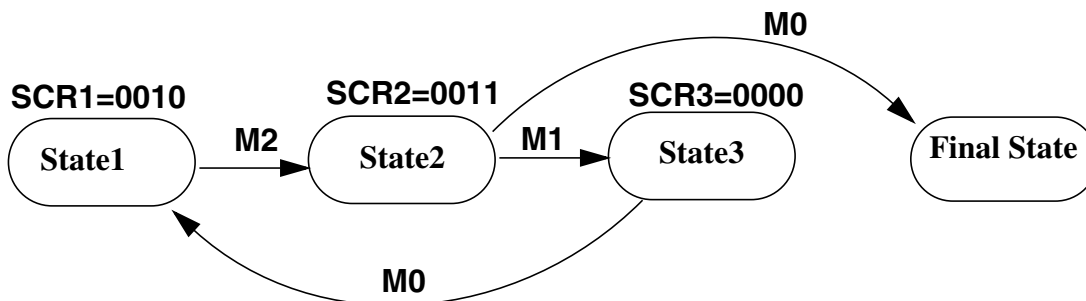 M0
SCR1=0010
SCR2=0011
SCR3=0000
State1
M2
State2
M1
State3
Final State
M0